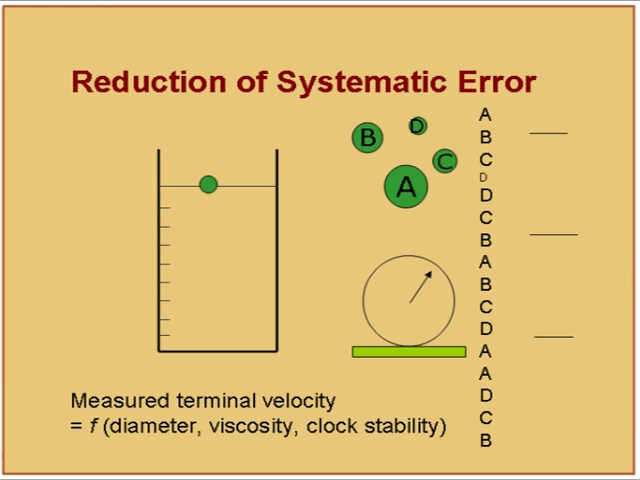 Reduction of Systematic Error
B
D
C
A
A
B
C
D
D
C
B
A
B
C
D
A
A
D
C
B
Measured terminal velocity
= f (diameter, viscosity, clock stability)